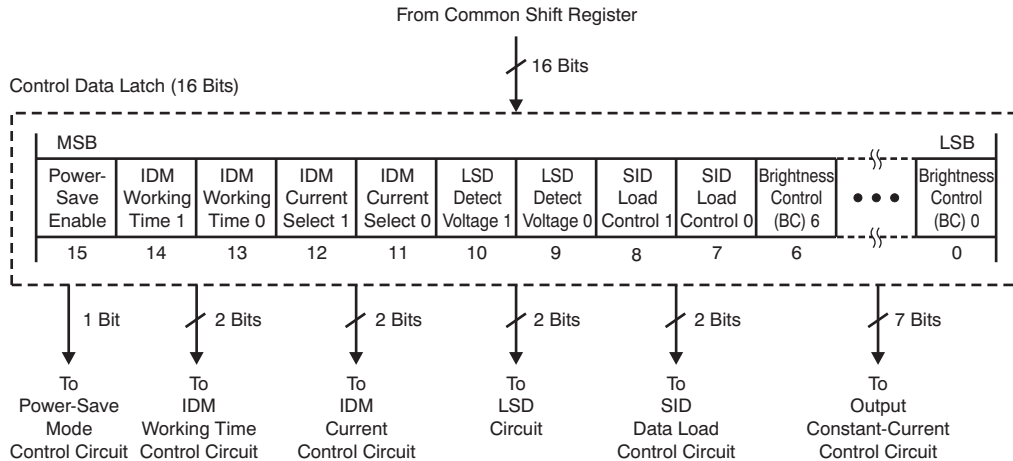 From Common Shift Register
16 Bits
Control Data Latch (16 Bits)
MSB
LSB
Power-
Save
Enable
IDM
Working
Time 1
IDM
Working
Time 0
IDM
Current
Select 1
IDM
Current
Select 0
LSD
Detect
Voltage 1
LSD
Detect
Voltage 0
SID
Load
Control 1
SID
Load
Control 0
Brightness
Control
(BC) 6
Brightness
Control
(BC) 0
15
14
13
12
11
10
9
8
7
6
0
1 Bit
2 Bits
2 Bits
2 Bits
2 Bits
7 Bits
To
Power-Save
Mode
Control Circuit
To
IDM
Working Time
Control Circuit
To
IDM
Current
Control Circuit
To
LSD
Circuit
To
SID
Data Load
Control Circuit
To
Output
Constant-Current
Control Circuit